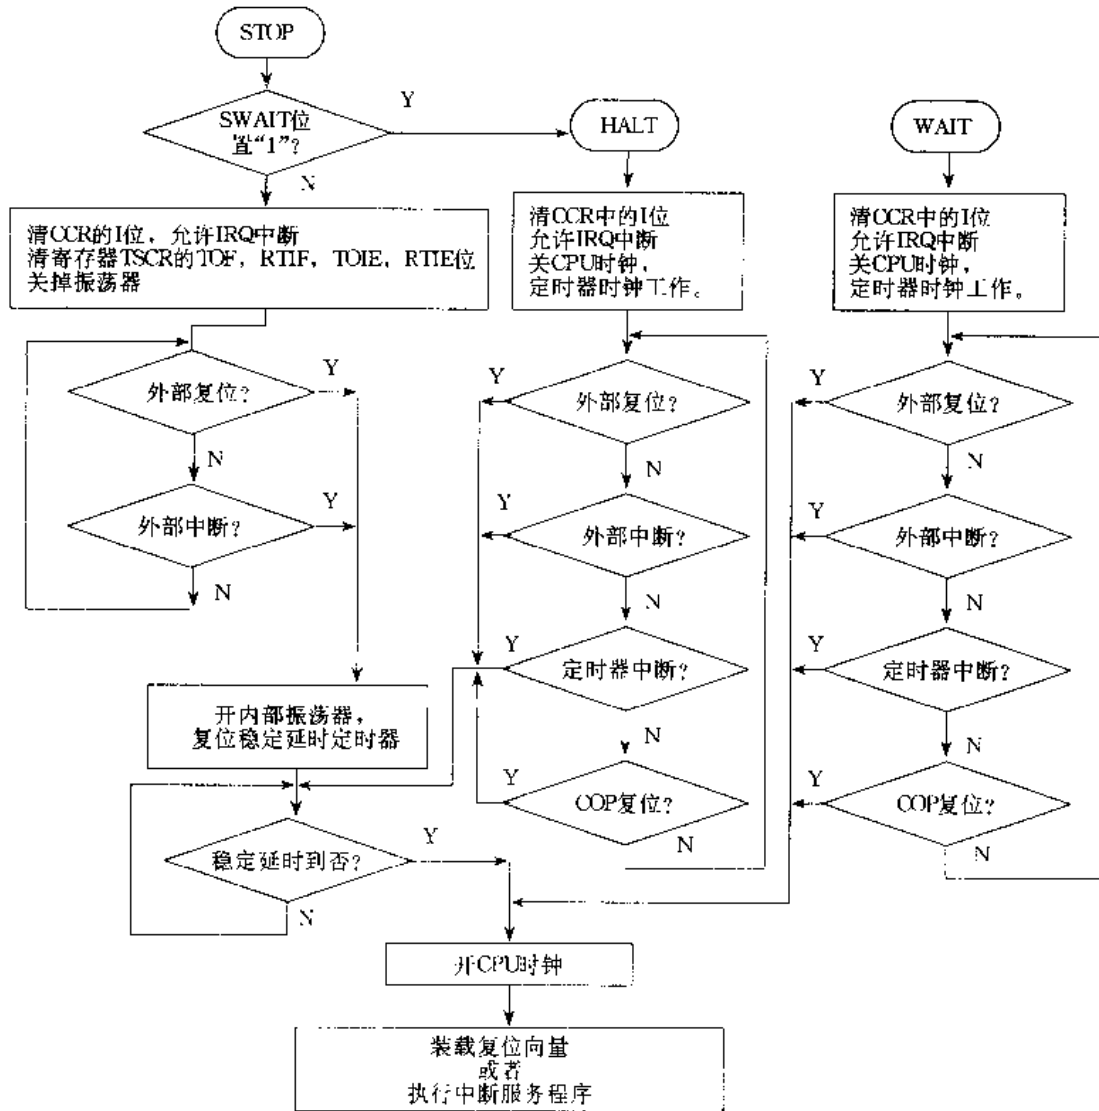 STOP
SWAIT位
置“1”?
Y
N
HALT
WAIT
清CCR的I位，允许IRQ中断
清寄存器TSCR的TOF，RTIF，TOIE，RTIE位
关掉振荡器
清CCR中的I位
允许IRQ中断
关CPU时钟，
定时器时钟工作。
清CCR中的I位
允许IRQ中断
关CPU时钟，
定时器时钟工作。
外部复位?
Y
N
外部中断?
Y
N
开内部振荡器，
复位稳定延时定时器
稳定延时到否?
Y
N
Y
外部复位?
N
Y
外部中断?
N
Y
定时器中断?
N
Y
COP复位?
N
Y
外部复位?
N
Y
外部中断?
N
Y
定时器中断?
N
Y
COP复位?
N
开CPU时钟
装载复位向量
或者
执行中断服务程序